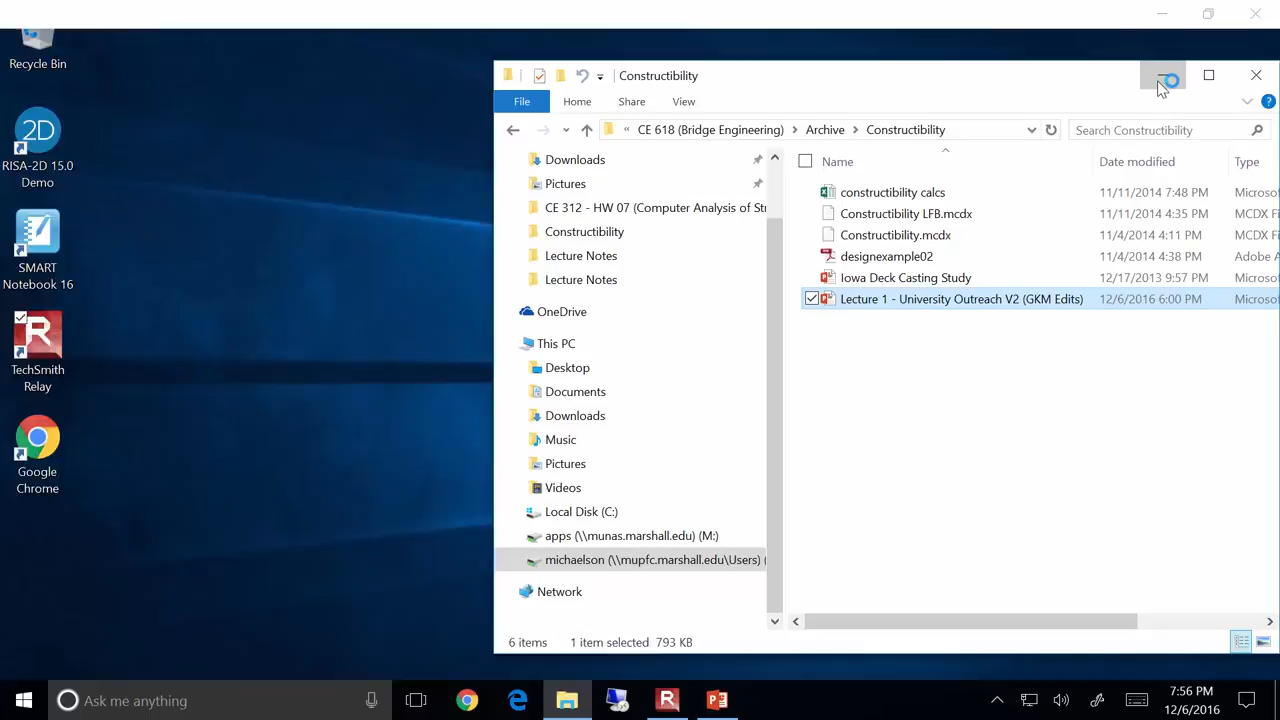 Recycle Bin
2D
RISA-2D 15.0
Demo
SMART
Notebook 16
R
TechSmith
Relay
Google
Chrome
Constructibility
File
Home
Share
View
« CE 618 (Bridge Engineering) > Archive > Constructibility
Search Constructibility
Downloads
Pictures
CE 312 - HW 07 (Computer Analysis of Str
Constructibility
Lecture Notes
Lecture Notes
OneDrive
This PC
Desktop
Documents
Downloads
Music
Pictures
Videos
Local Disk (C:)
apps (\\munas.marshall.edu) (M:)
michaelson (\\mupfc.marshall.edu\Users) (
Network
Name
Date modified
Type
constructibility calcs 11/11/2014 7:48 PM Microso
Constructibility LFB.mcdx 11/11/2014 4:35 PM MCDX Fi
Constructibility.mcdx 11/4/2014 4:11 PM MCDX Fi
designexample02 11/4/2014 4:38 PM Adobe A
Iowa Deck Casting Study 12/17/2013 9:57 PM Microso
Lecture 1 - University Outreach V2 (GKM Edits) 12/6/2016 6:00 PM Microso
6 items 1 item selected 793 KB
Ask me anything
7:56 PM
12/6/2016